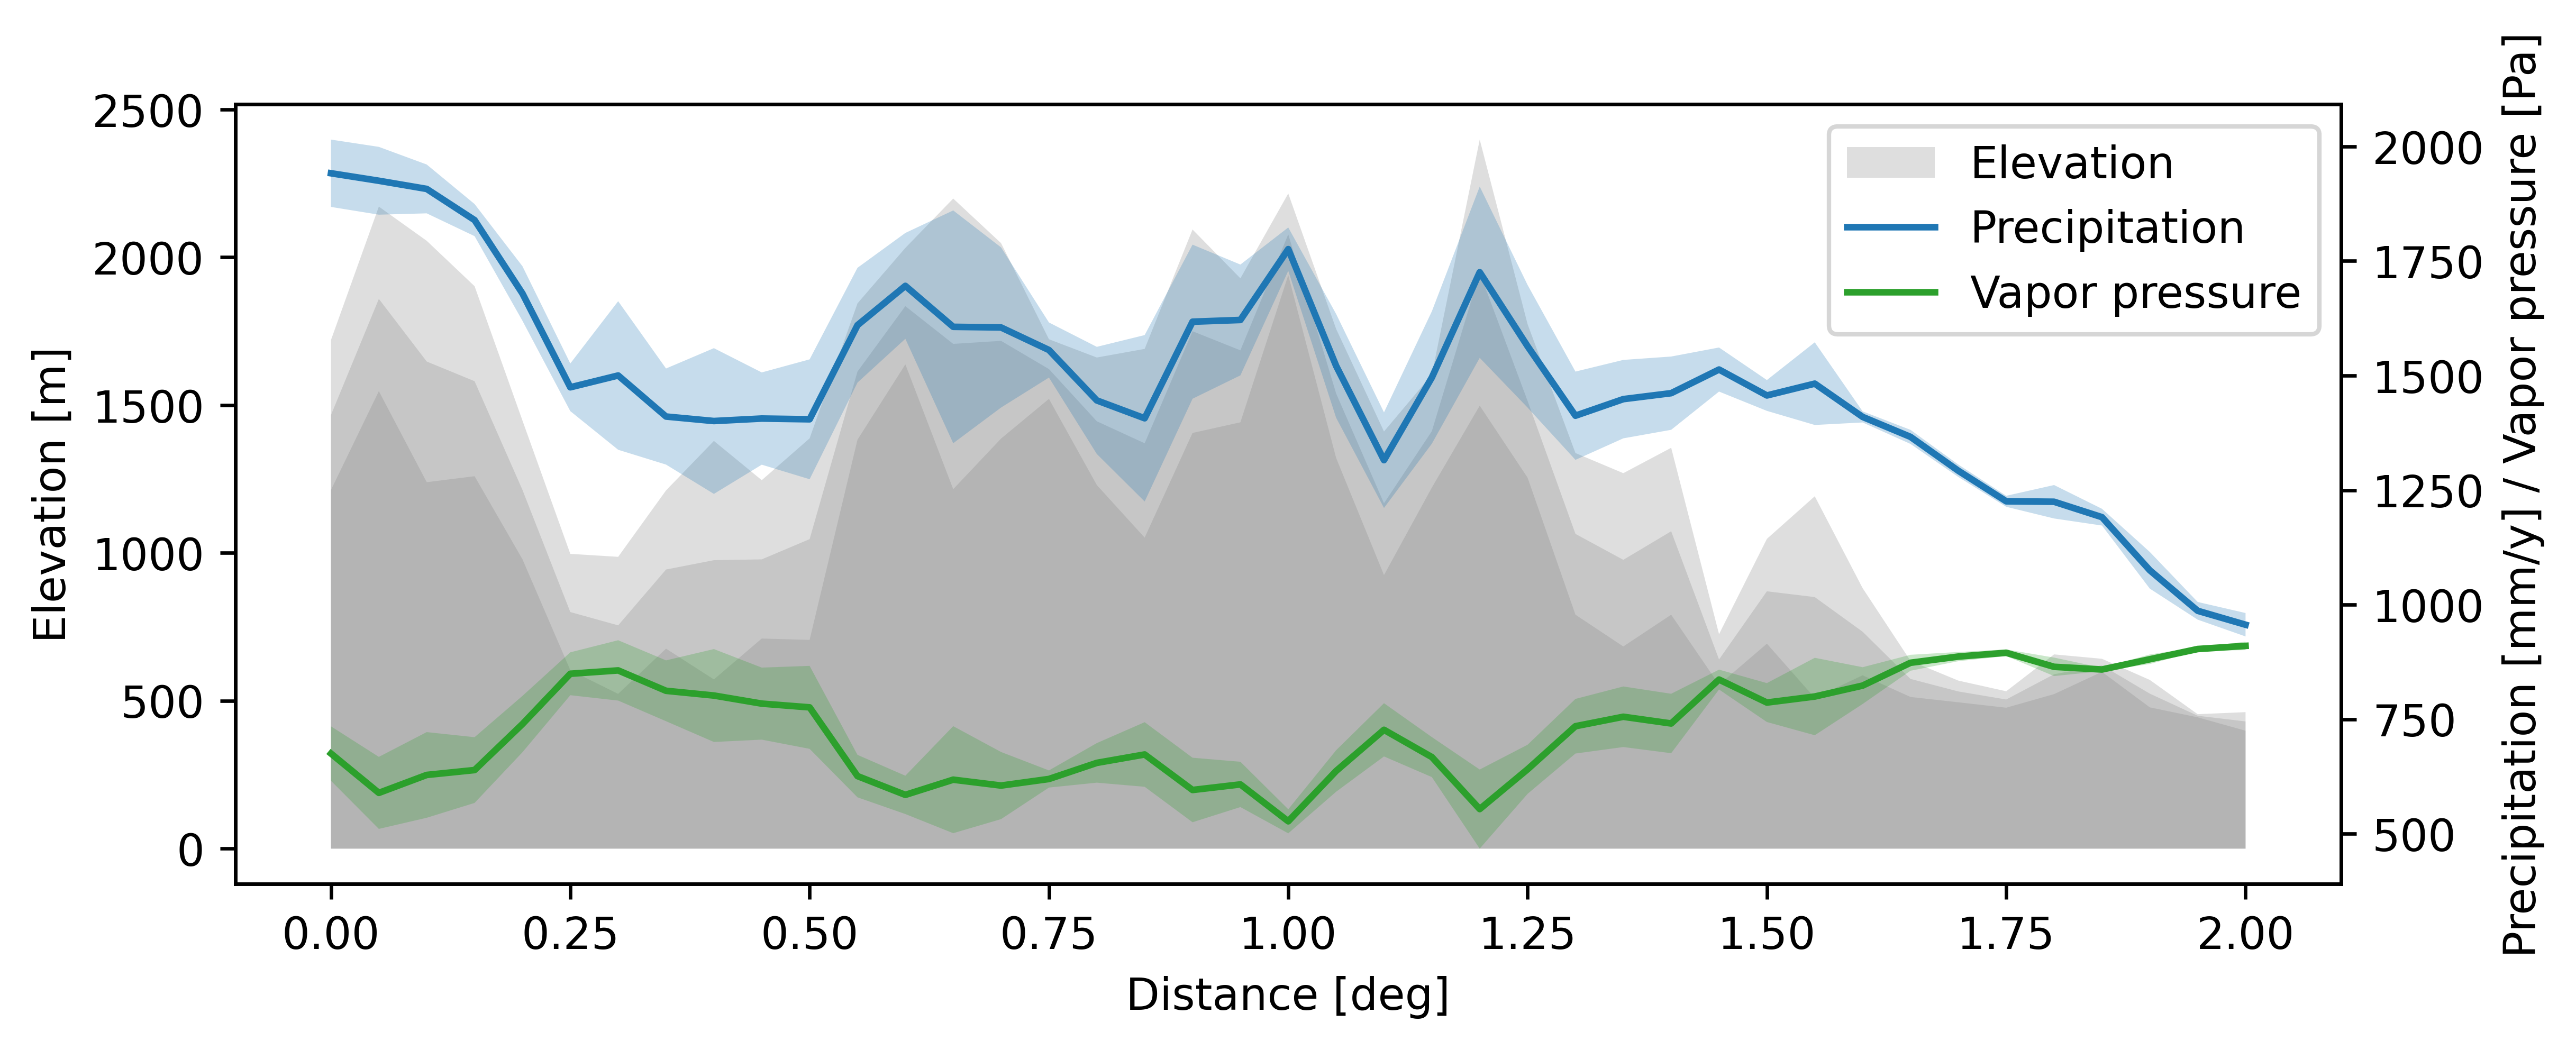 2500
2000
1500
1000
500
0
Elevation [m]
0.00 0.25 0.50 0.75 1.00 1.25 1.50 1.75 2.00
Distance [deg]
2000
1750
1500
1250
1000
750
500
Precipitation [mm/y] / Vapor pressure [Pa]
Elevation
Precipitation
Vapor pressure